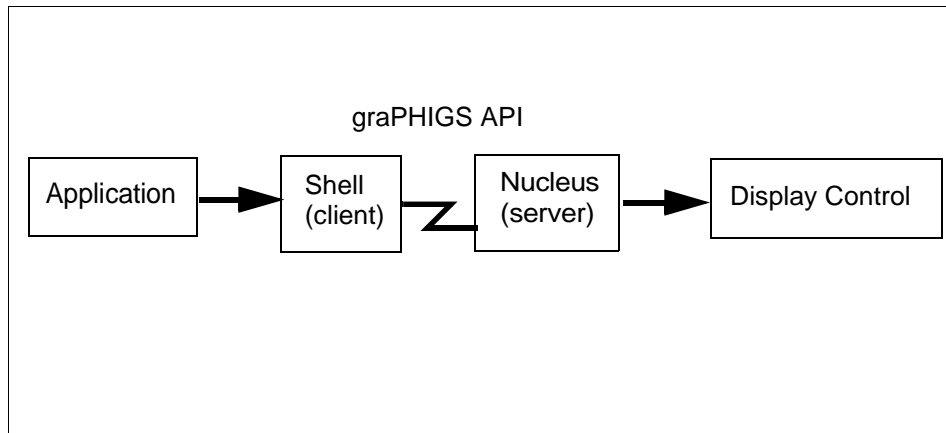 graPHIGS API
Application
Shell
(client)
Nucleus
(server)
Display Control